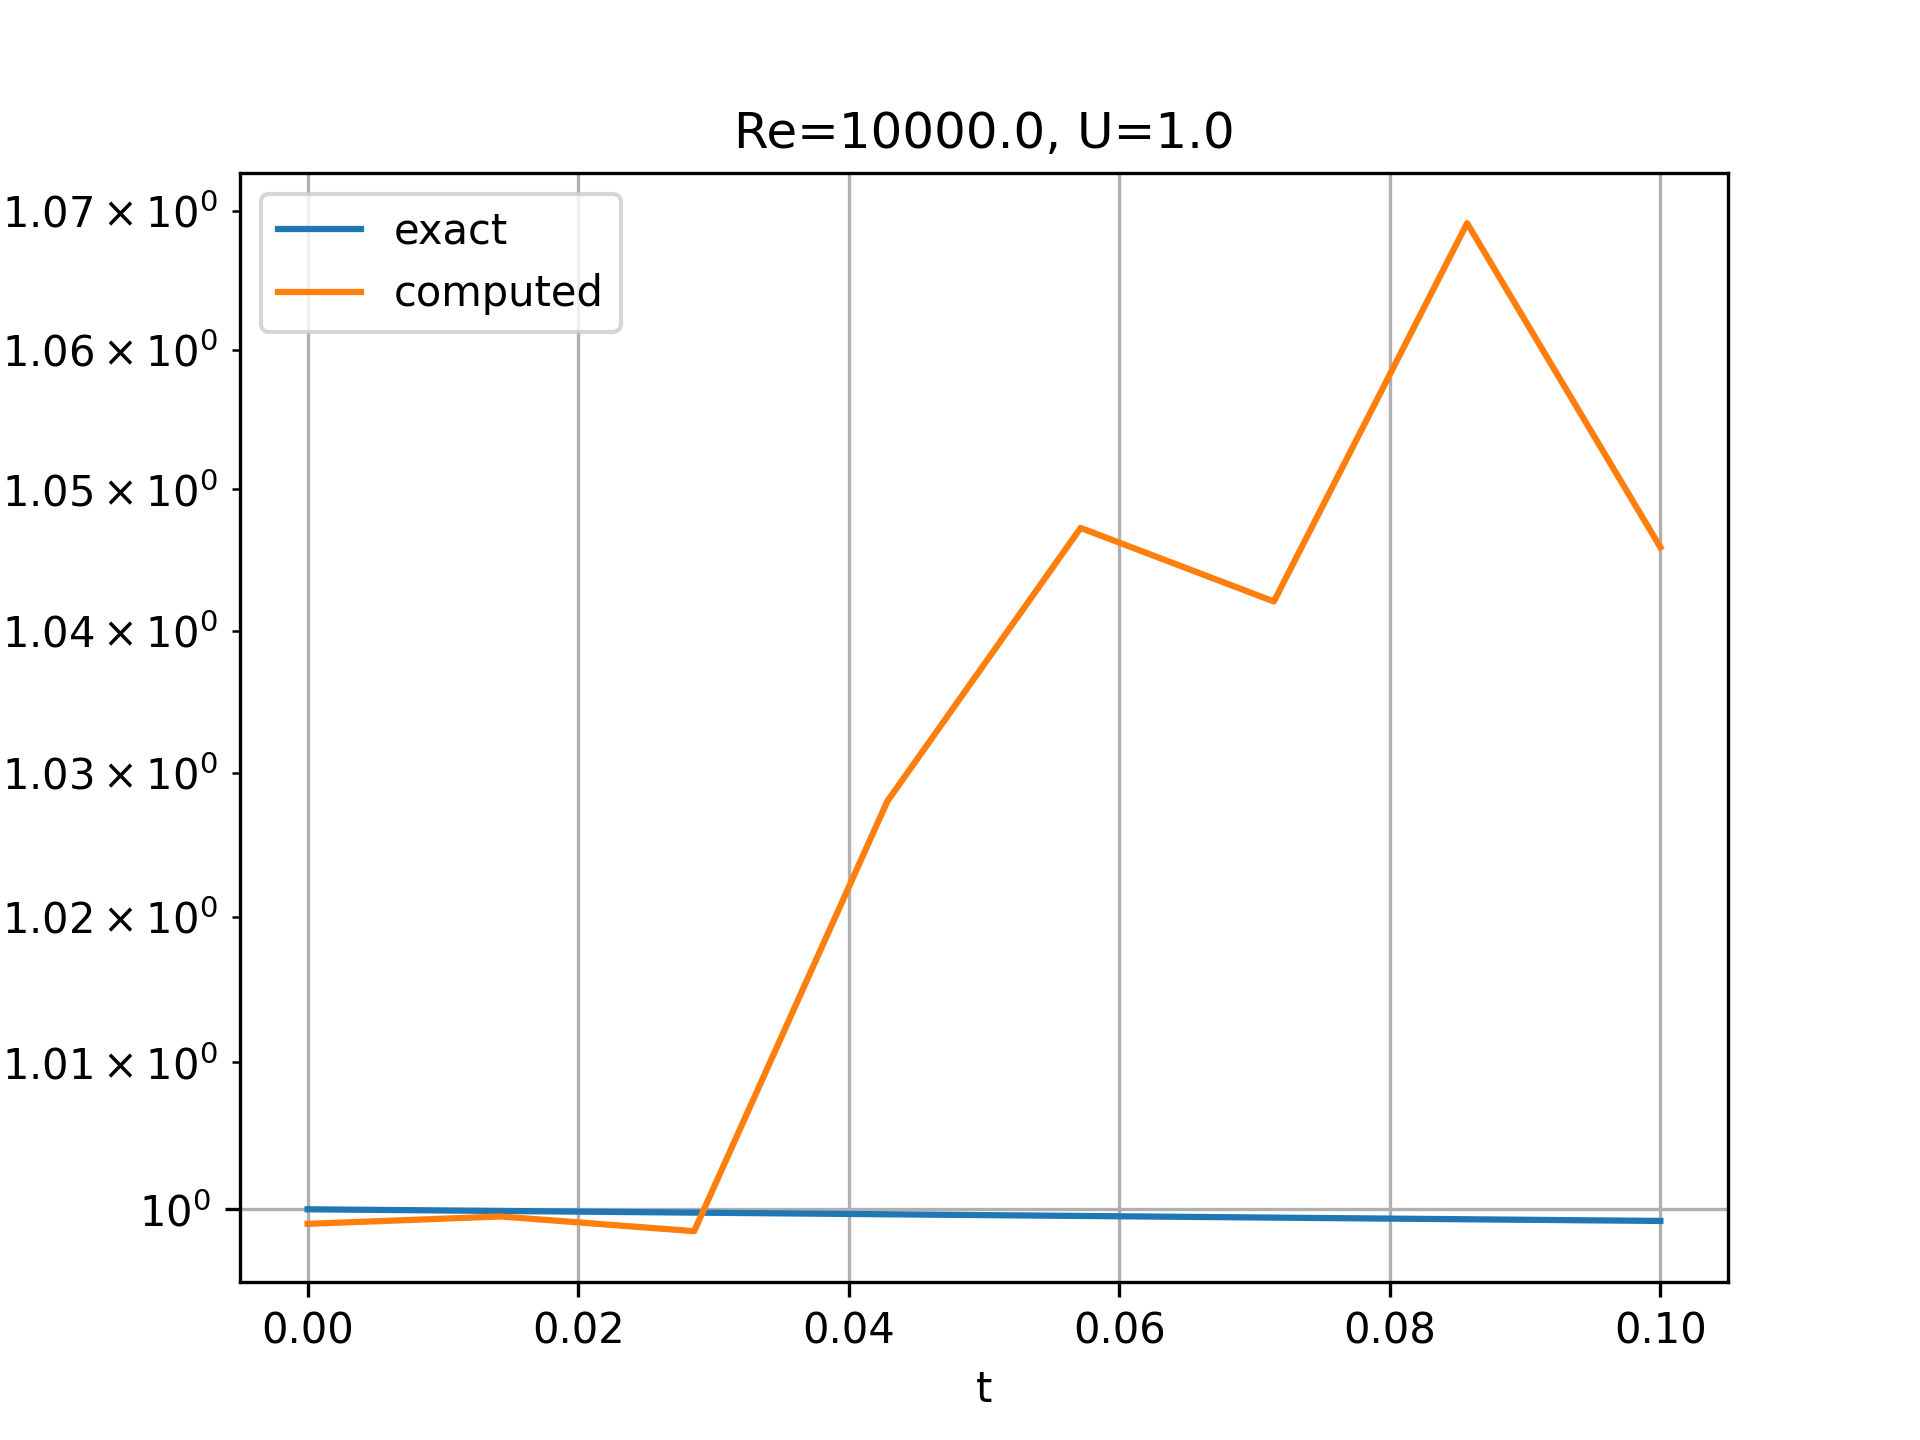 Re=10000.0, U=1.0
1.07 × 10⁰
exact
computed
1.06 × 10⁰
1.05 × 10⁰
1.04 × 10⁰
1.03 × 10⁰
1.02 × 10⁰
1.01 × 10⁰
10⁰
0.00 0.02 0.04 0.06 0.08 0.10
t